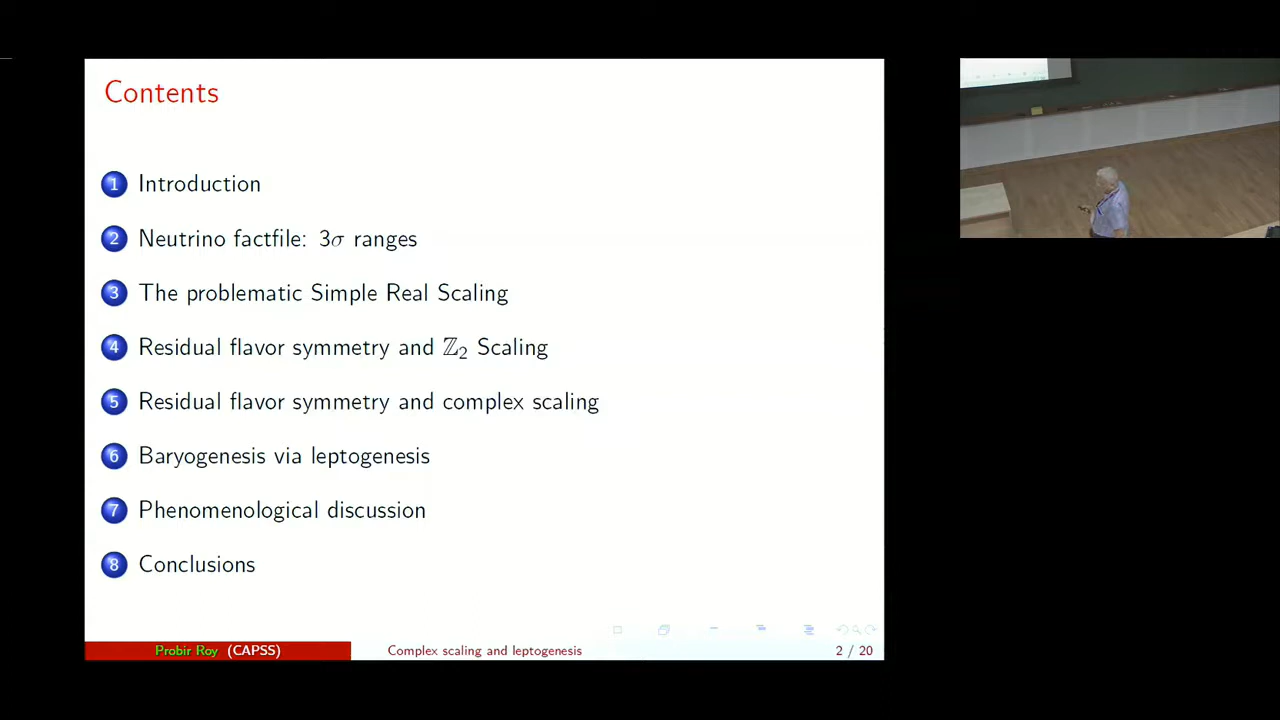 Contents
1 Introduction
2 Neutrino factfile: 3σ ranges
3 The problematic Simple Real Scaling
4 Residual flavor symmetry and ℤ₂ Scaling
5 Residual flavor symmetry and complex scaling
6 Baryogenesis via leptogenesis
7 Phenomenological discussion
8 Conclusions
Probir Roy (CAPSS) Complex scaling and leptogenesis 2 / 20